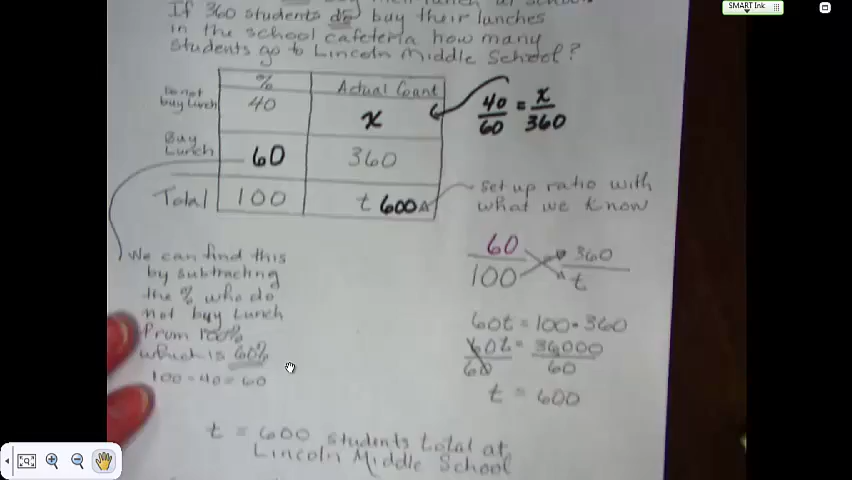 If 360 students do buy their lunches
in the school cafeteria how many
students go to Lincoln Middle School?
%
Actual Count
Do not
buy Lunch
40
x
40/60 = x/360
Buy
Lunch
60
360
Total
100
t 600
Set up ratio with
what we know
We can find this
by subtracting
the % who do
not buy Lunch
From 100%
which is 60%
100 - 40 = 60
60
100
360
t
60t = 100 • 360
60t = 36000
60 60
t = 600
t = 600 students total at
Lincoln Middle School
SMART Ink